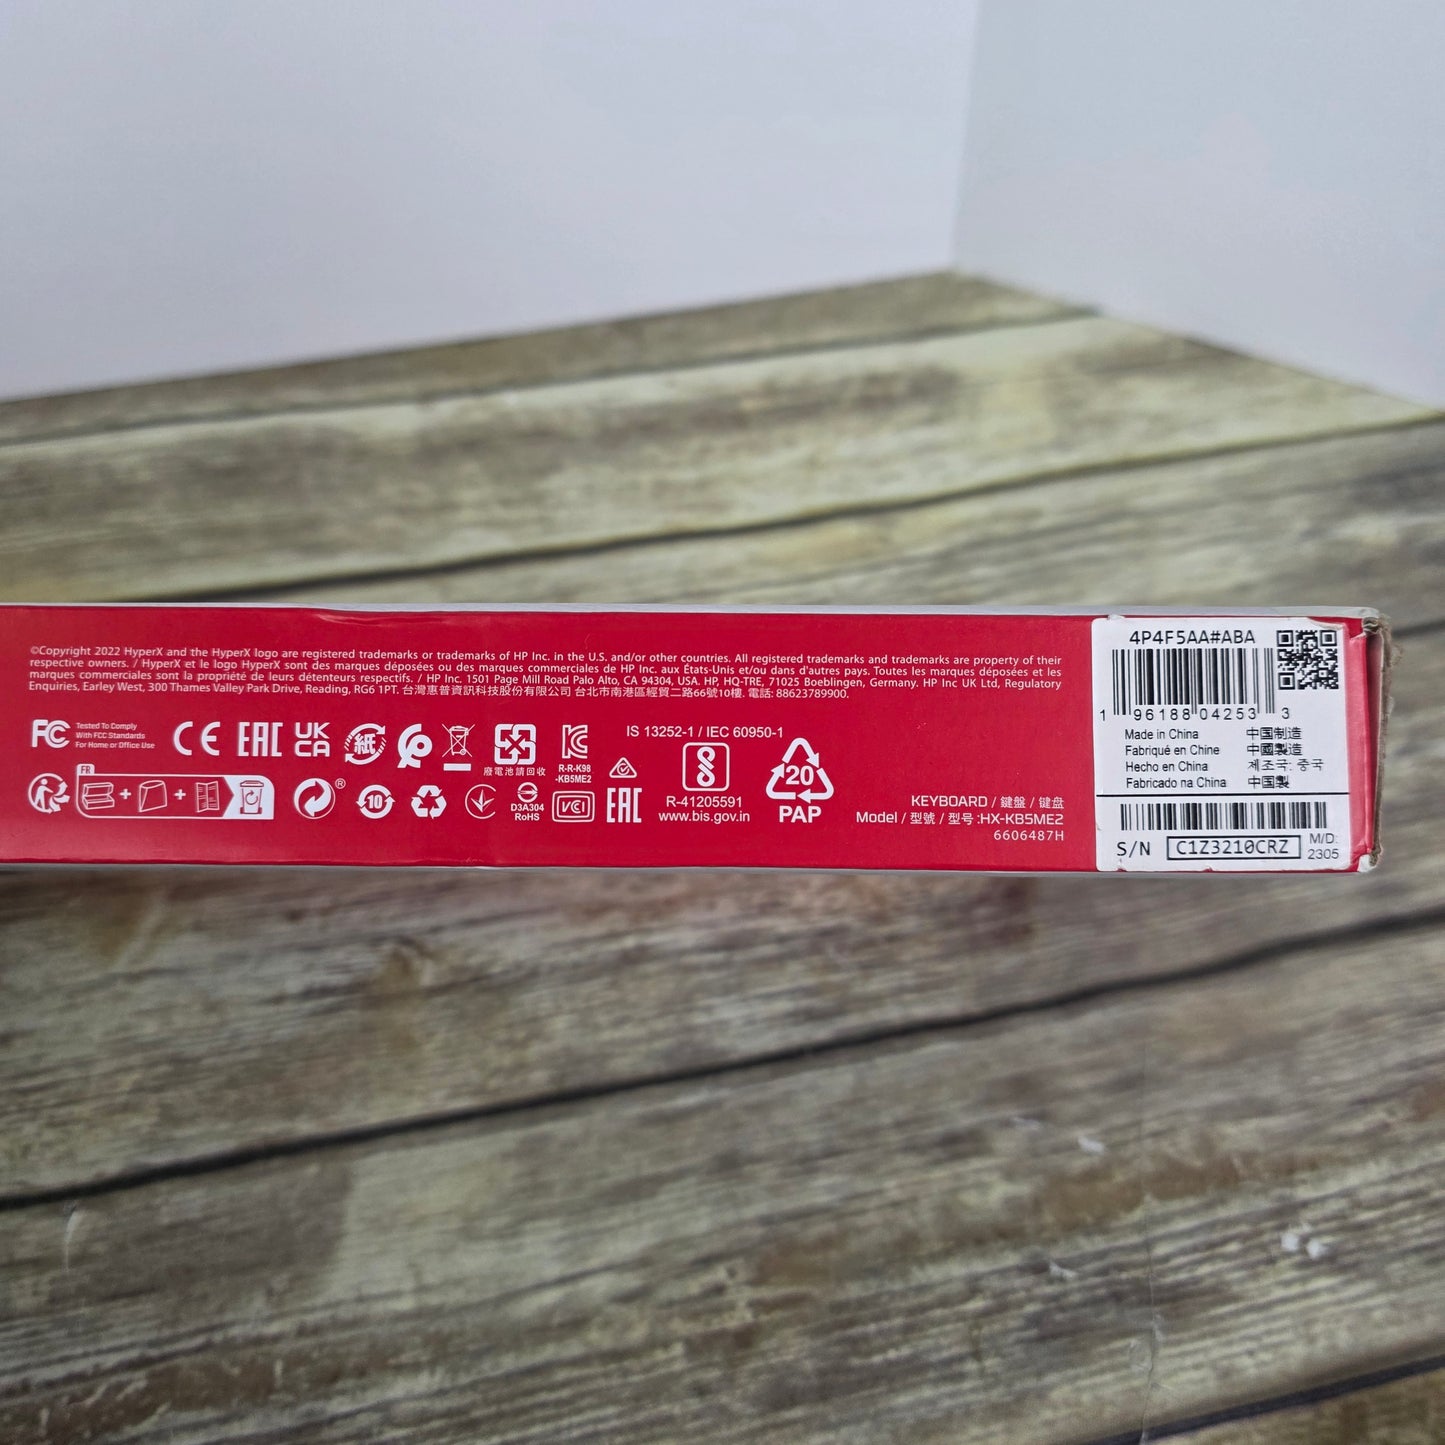 ©Copyright 2022 HyperX and the HyperX logo are registered trademarks or trademarks of HP Inc. in the U.S. and/or other countries. All registered trademarks and trademarks are property of their
respective owners. / HyperX et le logo HyperX sont des marques déposées ou des marques commerciales de HP Inc. aux États-Unis et/ou dans d'autres pays. Toutes les marques déposées et les
marques commerciales sont la propriété de leurs détenteurs respectifs. / HP Inc. 1501 Page Mill Road Palo Alto, CA 94304, USA. HP, HQ-TRE, 71025 Boeblingen, Germany. HP Inc UK Ltd, Regulatory
Enquiries, Earley West, 300 Thames Valley Park Drive, Reading, RG6 1PT. 台灣惠普資訊科技股份有限公司 台北市南港區經貿二路66號10樓. 電話: 88623789900.
FC
Tested To Comply
With FCC Standards
For Home or Office Use
CE
EAC
UK
CA
紙
廢電池請回收
R-R-K98
-KB5ME2
IS 13252-1 / IEC 60950-1
R-41205591
www.bis.gov.in
20
PAP
FR
+
+
®
10
D3A304
RoHS
VCCI
EAC
KEYBOARD / 鍵盤 / 键盘
Model / 型號 / 型号 :HX-KB5ME2
6606487H
4P4F5AA#ABA
1 96188 04253 3
Made in China 中国制造
Fabriqué en Chine 中國製造
Hecho en China 제조국: 중국
Fabricado na China 中国製
S/N C1Z3210CRZ
M/D:
2305